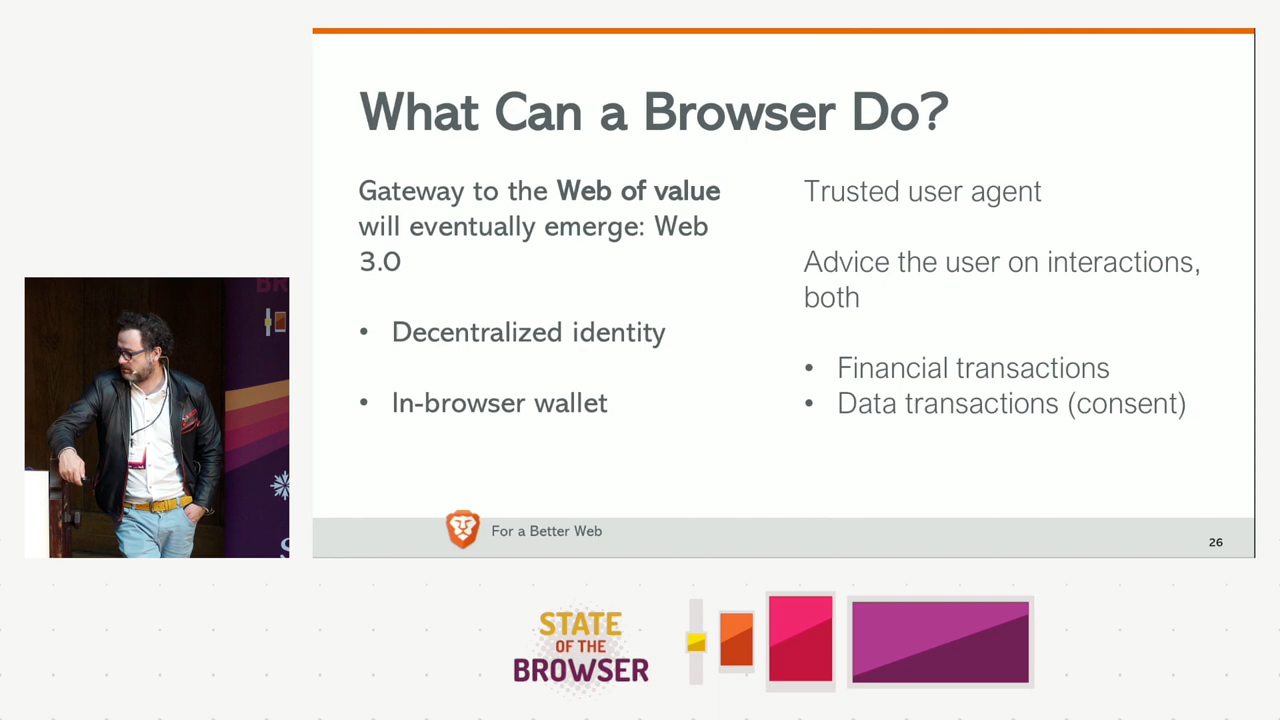 What Can a Browser Do?
Gateway to the Web of value
will eventually emerge: Web
3.0
• Decentralized identity
• In-browser wallet
Trusted user agent
Advice the user on interactions,
both
• Financial transactions
• Data transactions (consent)
For a Better Web
26
STATE
OF THE
BROWSER